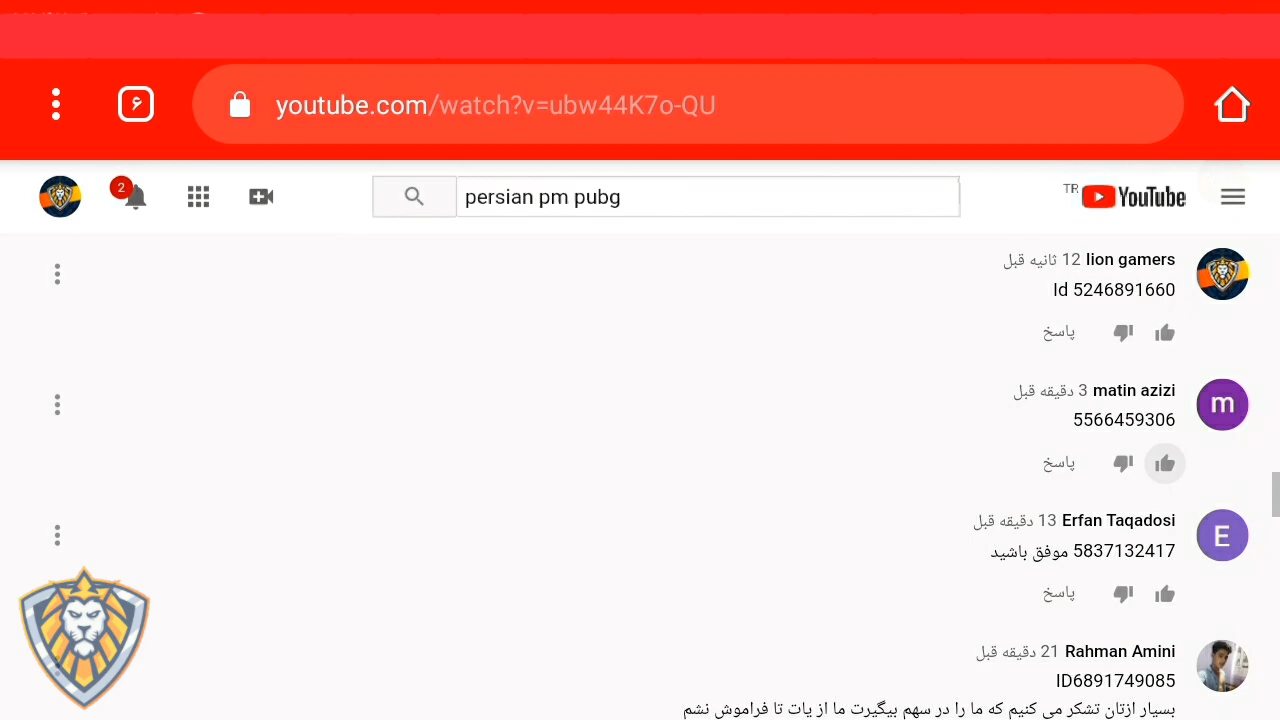 ۶
youtube.com/watch?v=ubw44K7o-QU
2
persian pm pubg
YouTube TR
lion gamers 12 ثانیه قبل
Id 5246891660
پاسخ
matin azizi 3 دقیقه قبل
5566459306
پاسخ
Erfan Taqadosi 13 دقیقه قبل
5837132417 موفق باشید
پاسخ
Rahman Amini 21 دقیقه قبل
ID6891749085
بسیار ازتان تشکر می کنیم که ما را در سهم بیگیرت ما از یات تا فراموش نشم
m
E